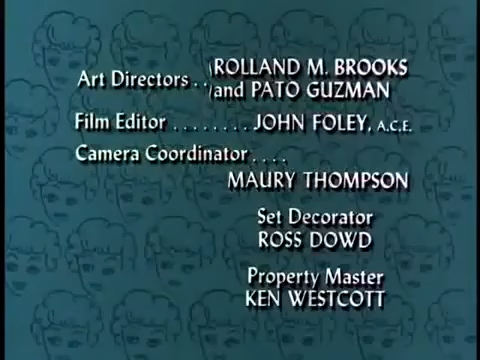 Art Directors . . ROLLAND M. BROOKS
and PATO GUZMAN
Film Editor . . . . . . . . JOHN FOLEY, A.C.E.
Camera Coordinator . . . .
MAURY THOMPSON
Set Decorator
ROSS DOWD
Property Master
KEN WESTCOTT